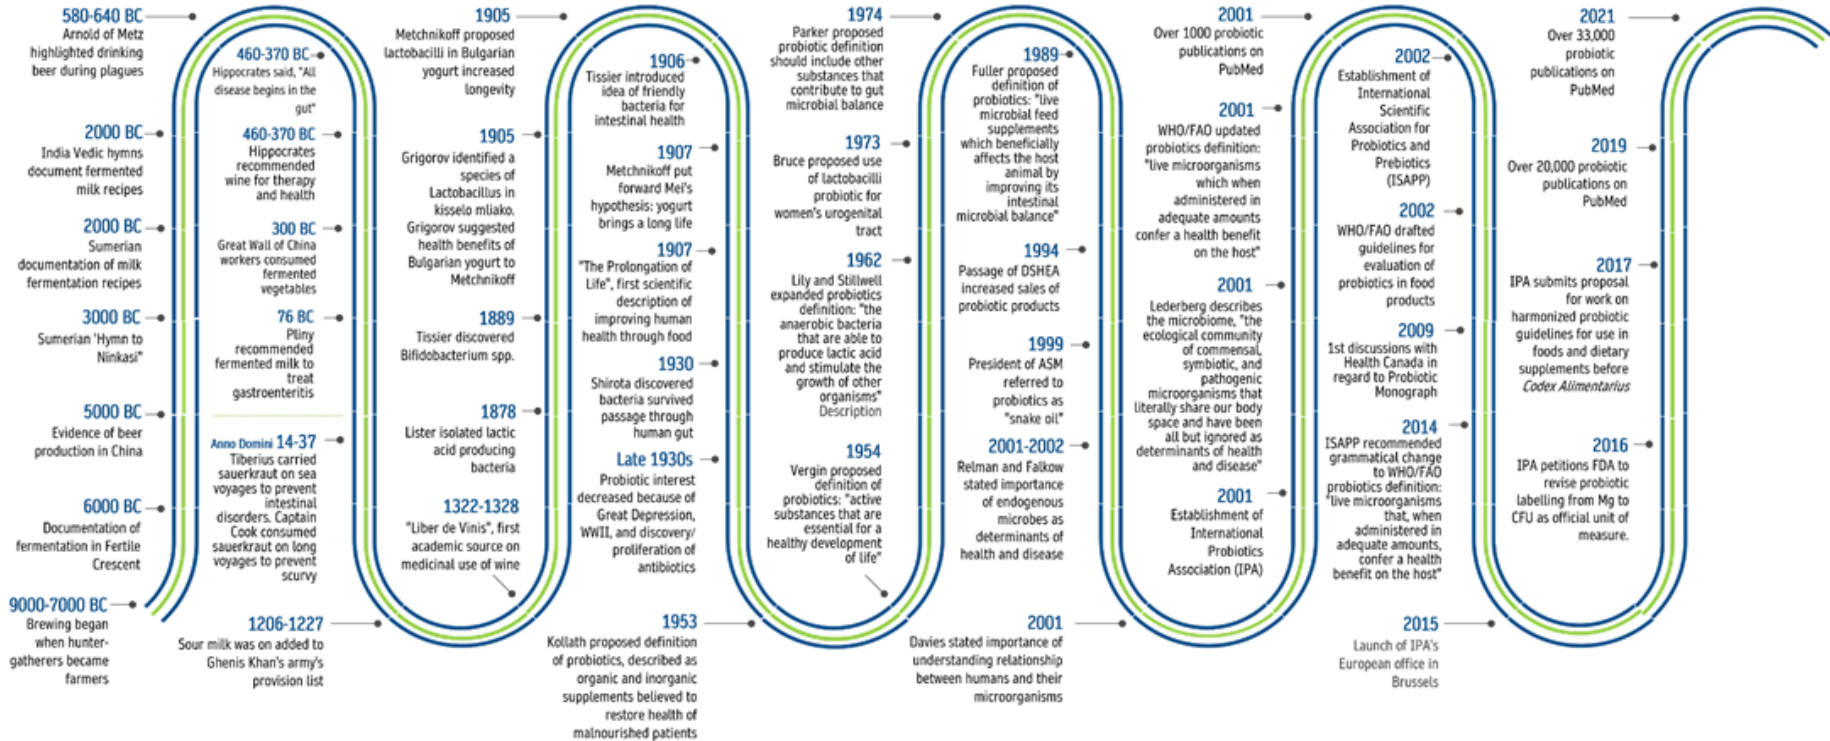 580-640 BC
Arnold of Metz
highlighted drinking
beer during plagues
2000 BC
India Vedic hymns
document fermented
milk recipes
2000 BC
Sumerian
documentation of milk
fermentation recipes
3000 BC
Sumerian 'Hymn to
Ninkasi"
5000 BC
Evidence of beer
production in China
6000 BC
Documentation of
fermentation in Fertile
Crescent
9000-7000 BC
Brewing began
when hunter-
gatherers became
farmers
460-370 BC
Hippocrates said, "All
disease begins in the
gut"
460-370 BC
Hippocrates
recommended
wine for therapy
and health
300 BC
Great Wall of China
workers consumed
fermented
vegetables
76 BC
Pliny
recommended
fermented milk to
treat
gastroenteritis
Anno Domini 14-37
Tiberius carried
sauerkraut on sea
voyages to prevent
intestinal
disorders. Captain
Cook consumed
sauerkraut on long
voyages to prevent
scurvy
1206-1227
Sour milk was on added to
Ghenis Khan's army's
provision list
1905
Metchnikoff proposed
lactobacilli in Bulgarian
yogurt increased
longevity
1905
Grigorov identified a
species of
Lactobacillus in
kisselo mliako.
Grigorov suggested
health benefits of
Bulgarian yogurt to
Metchnikoff
1889
Tissier discovered
Bifidobacterium spp.
1878
Lister isolated lactic
acid producing
bacteria
1322-1328
"Liber de Vinis", first
academic source on
medicinal use of wine
1906
Tissier introduced
idea of friendly
bacteria for
intestinal health
1907
Metchnikoff put
forward Mei's
hypothesis: yogurt
brings a long life
1907
"The Prolongation of
Life", first scientific
description of
improving human
health through food
1930
Shirota discovered
bacteria survived
passage through
human gut
Late 1930s
Probiotic interest
decreased because of
Great Depression,
WWII, and discovery/
proliferation of
antibiotics
1953
Kollath proposed definition
of probiotics, described as
organic and inorganic
supplements believed to
restore health of
malnourished patients
1974
Parker proposed
probiotic definition
should include other
substances that
contribute to gut
microbial balance
1973
Bruce proposed use
of lactobacilli
probiotic for
women's urogenital
tract
1962
Lily and Stillwell
expanded probiotics
definition: "the
anaerobic bacteria
that are able to
produce lactic acid
and stimulate the
growth of other
organisms"
Description
1954
Vergin proposed
definition of
probiotics: "active
substances that are
essential for a
healthy development
of life"
1989
Fuller proposed
definition of
probiotics: "live
microbial feed
supplements
which beneficially
affects the host
animal by
improving its
intestinal
microbial balance"
1994
Passage of DSHEA
increased sales of
probiotic products
1999
President of ASM
referred to
probiotics as
"snake oil"
2001-2002
Relman and Falkow
stated importance
of endogenous
microbes as
determinants of
health and disease
2001
Davies stated importance of
understanding relationship
between humans and their
microorganisms
2001
Over 1000 probiotic
publications on
PubMed
2001
WHO/FAO updated
probiotics definition:
"live microorganisms
which when
administered in
adequate amounts
confer a health benefit
on the host"
2001
Lederberg describes
the microbiome, "the
ecological community
of commensal,
symbiotic, and
pathogenic
microorganisms that
literally share our body
space and have been
all but ignored as
determinants of health
and disease"
2001
Establishment of
International
Probiotics
Association (IPA)
2002
Establishment of
International
Scientific
Association for
Probiotics and
Prebiotics
(ISAPP)
2002
WHO/FAO drafted
guidelines for
evaluation of
probiotics in food
products
2009
1st discussions with
Health Canada in
regard to Probiotic
Monograph
2014
ISAPP recommended
grammatical change
to WHO/FAO
probiotics definition:
"live microorganisms
that, when
administered in
adequate amounts,
confer a health
benefit on the host"
2015
Launch of IPA's
European office in
Brussels
2021
Over 33,000
probiotic
publications on
PubMed
2019
Over 20,000 probiotic
publications on
PubMed
2017
IPA submits proposal
for work on
harmonized probiotic
guidelines for use in
foods and dietary
supplements before
Codex Alimentarius
2016
IPA petitions FDA to
revise probiotic
labelling from Mg to
CFU as official unit of
measure.